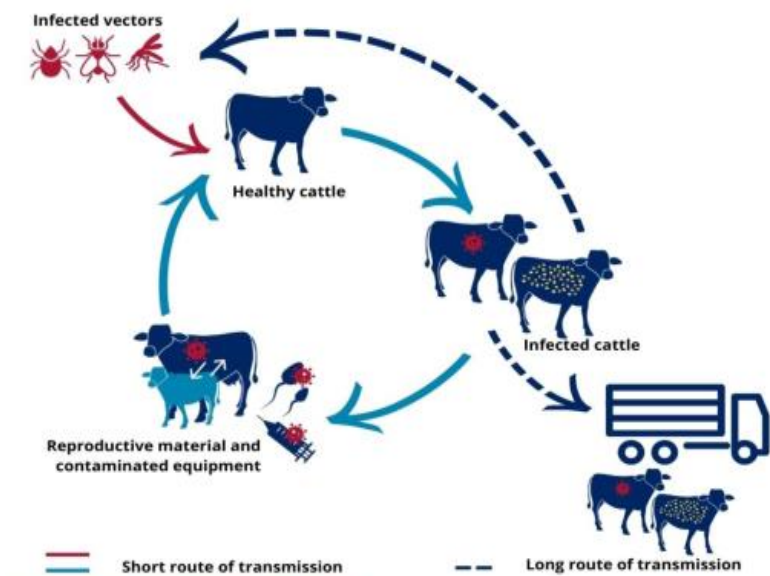 Infected vectors
Healthy cattle
Infected cattle
Reproductive material and
contaminated equipment
Short route of transmission
Long route of transmission